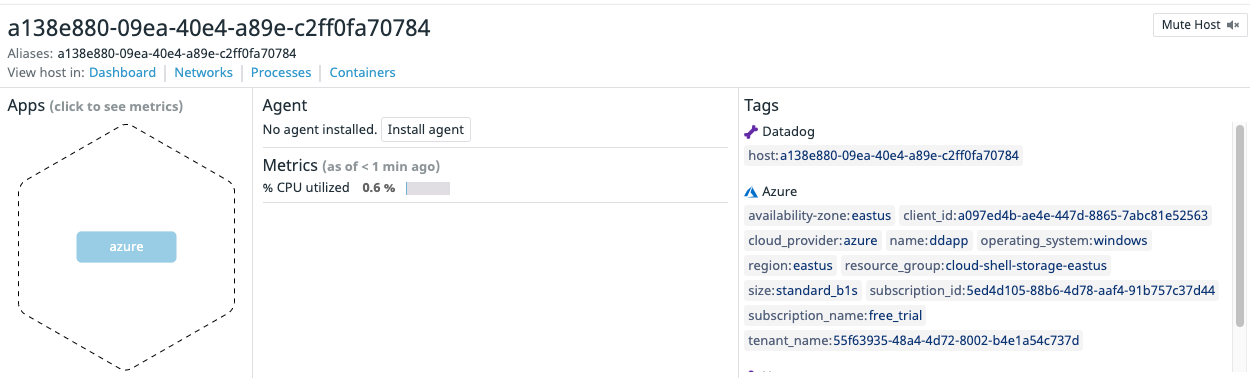 a138e880-09ea-40e4-a89e-c2ff0fa70784
Mute Host
Aliases: a138e880-09ea-40e4-a89e-c2ff0fa70784
View host in: Dashboard Networks Processes Containers
Apps (click to see metrics)
azure
Agent
No agent installed. Install agent
Metrics (as of < 1 min ago)
% CPU utilized 0.6 %
Tags
Datadog
host:a138e880-09ea-40e4-a89e-c2ff0fa70784
Azure
availability-zone:eastus client_id:a097ed4b-ae4e-447d-8865-7abc81e52563
cloud_provider:azure name:ddapp operating_system:windows
region:eastus resource_group:cloud-shell-storage-eastus
size:standard_b1s subscription_id:5ed4d105-88b6-4d78-aaf4-91b757c37d44
subscription_name:free_trial
tenant_name:55f63935-48a4-4d72-8002-b4e1a54c737d